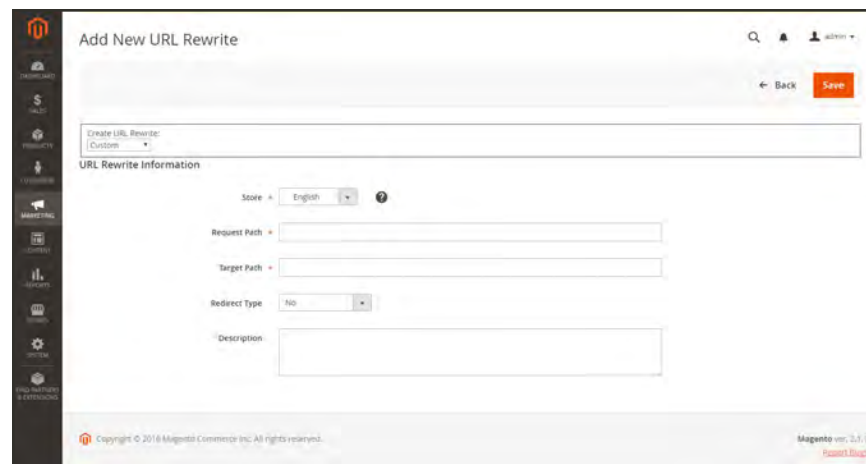 Add New URL Rewrite
admin
Back
Save
DASHBOARD
SALES
PRODUCTS
CUSTOMERS
MARKETING
CONTENT
REPORTS
STORES
SYSTEM
FIND PARTNERS
& EXTENSIONS
Create URL Rewrite:
Custom
URL Rewrite Information
Store * English
Request Path *
Target Path *
Redirect Type No
Description
Copyright © 2016 Magento Commerce Inc. All rights reserved.
Magento ver.
Report Bugs